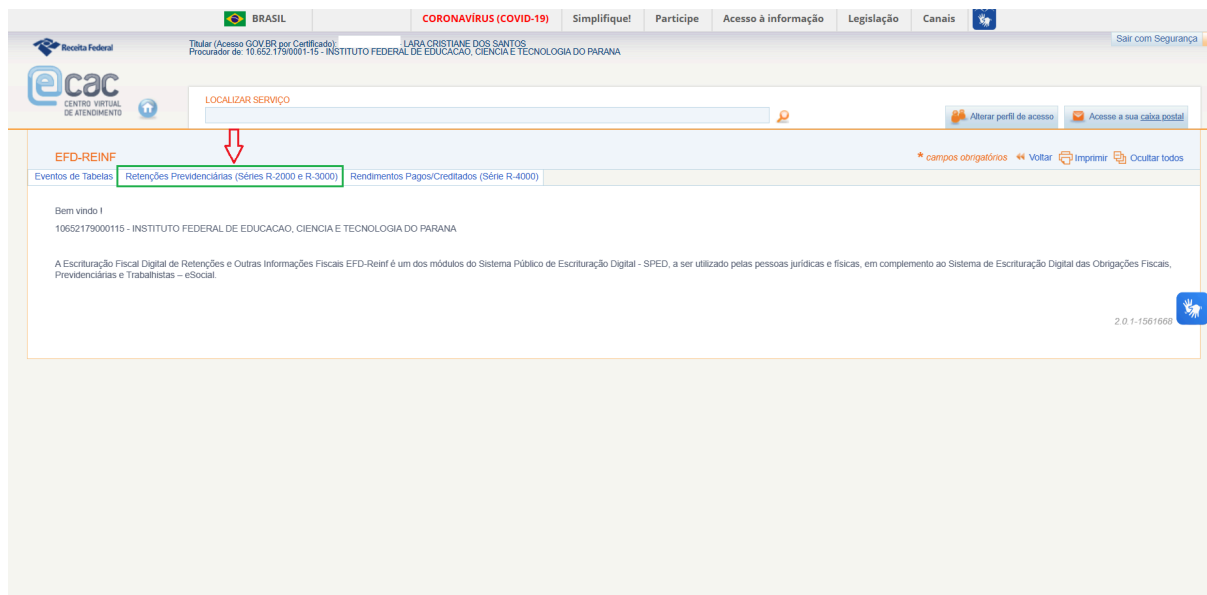 BRASIL CORONAVÍRUS (COVID-19) Simplifique! Participe Acesso à informação Legislação Canais
Receita Federal
Titular (Acesso GOV.BR por Certificado): - LARA CRISTIANE DOS SANTOS
Procurador de: 10.652.179/0001-15 - INSTITUTO FEDERAL DE EDUCACAO, CIENCIA E TECNOLOGIA DO PARANA
Sair com Segurança
ecac
CENTRO VIRTUAL
DE ATENDIMENTO
LOCALIZAR SERVIÇO
Alterar perfil de acesso Acesse a sua caixa postal
EFD-REINF
* campos obrigatórios Voltar Imprimir Ocultar todos
Eventos de Tabelas Retenções Previdenciárias (Séries R-2000 e R-3000) Rendimentos Pagos/Creditados (Série R-4000)
Bem vindo !
10652179000115 - INSTITUTO FEDERAL DE EDUCACAO, CIENCIA E TECNOLOGIA DO PARANA
A Escrituração Fiscal Digital de Retenções e Outras Informações Fiscais EFD-Reinf é um dos módulos do Sistema Público de Escrituração Digital - SPED, a ser utilizado pelas pessoas jurídicas e físicas, em complemento ao Sistema de Escrituração Digital das Obrigações Fiscais,
Previdenciárias e Trabalhistas – eSocial.
2.0.1-1561668